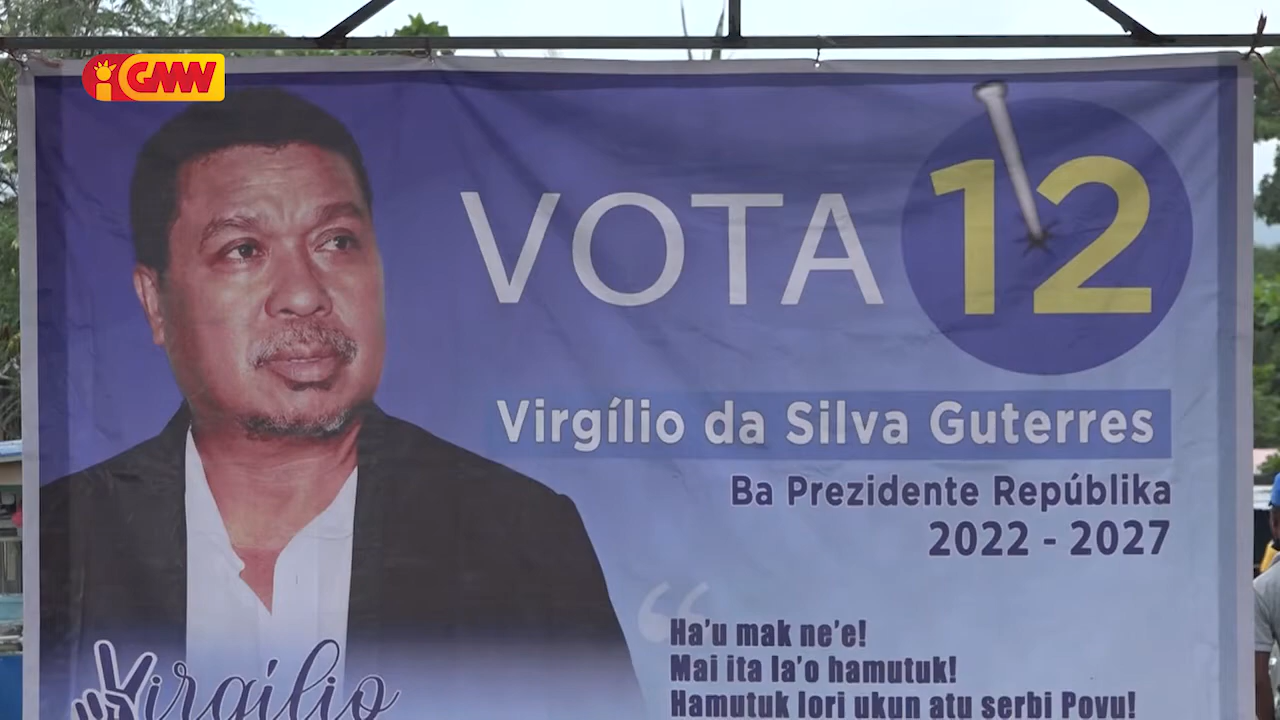 GMW
VOTA 12
Virgílio da Silva Guterres
Ba Prezidente Repúblika
2022 - 2027
“
Ha'u mak ne'e!
Mai ita la'o hamutuk!
Hamutuk lori ukun atu serbi Povu!
Virgílio